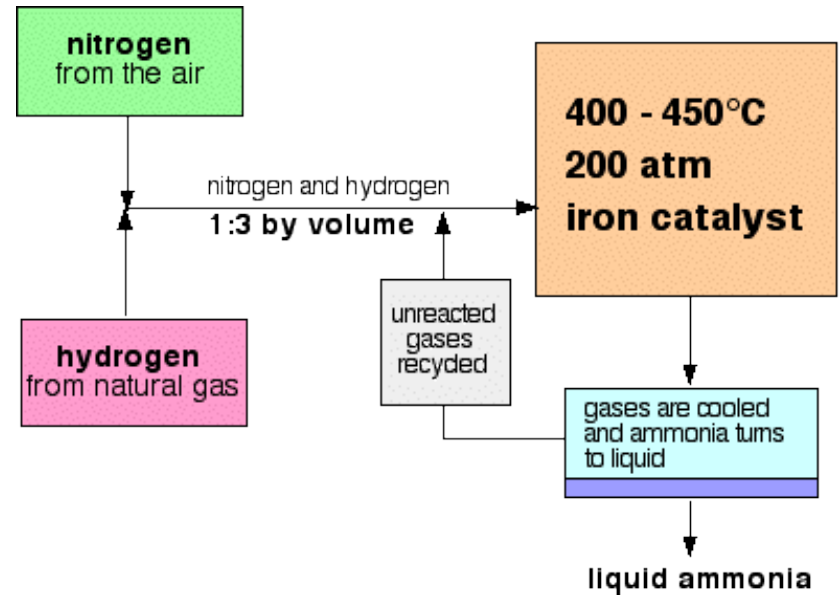 nitrogen
from the air
400 - 450°C
200 atm
iron catalyst
nitrogen and hydrogen
1:3 by volume
hydrogen
from natural gas
unreacted
gases
recycled
gases are cooled
and ammonia turns
to liquid
liquid ammonia